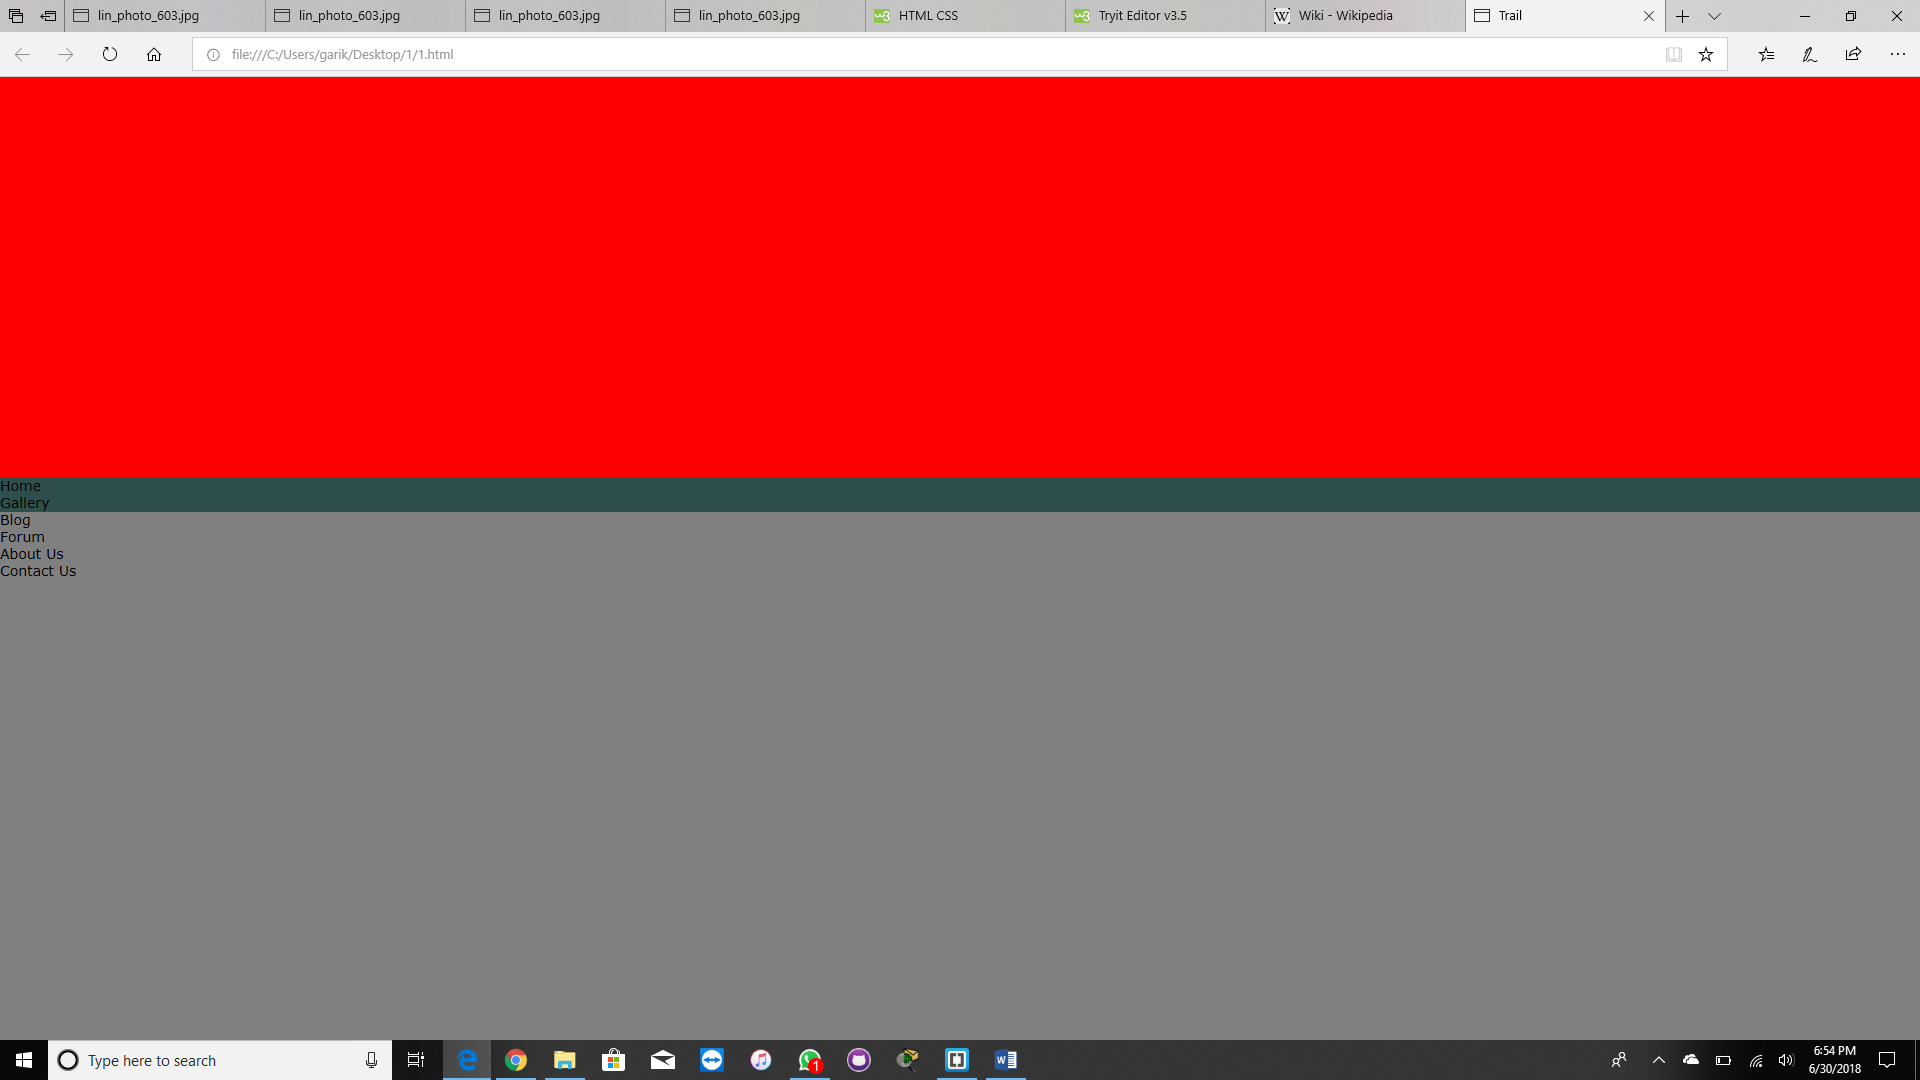 lin_photo_603.jpg
lin_photo_603.jpg
lin_photo_603.jpg
lin_photo_603.jpg
HTML CSS
Tryit Editor v3.5
W Wiki - Wikipedia
Trail
file:///C:/Users/garik/Desktop/1/1.html
Home
Gallery
Blog
Forum
About Us
Contact Us
Type here to search
1
6:54 PM
6/30/2018